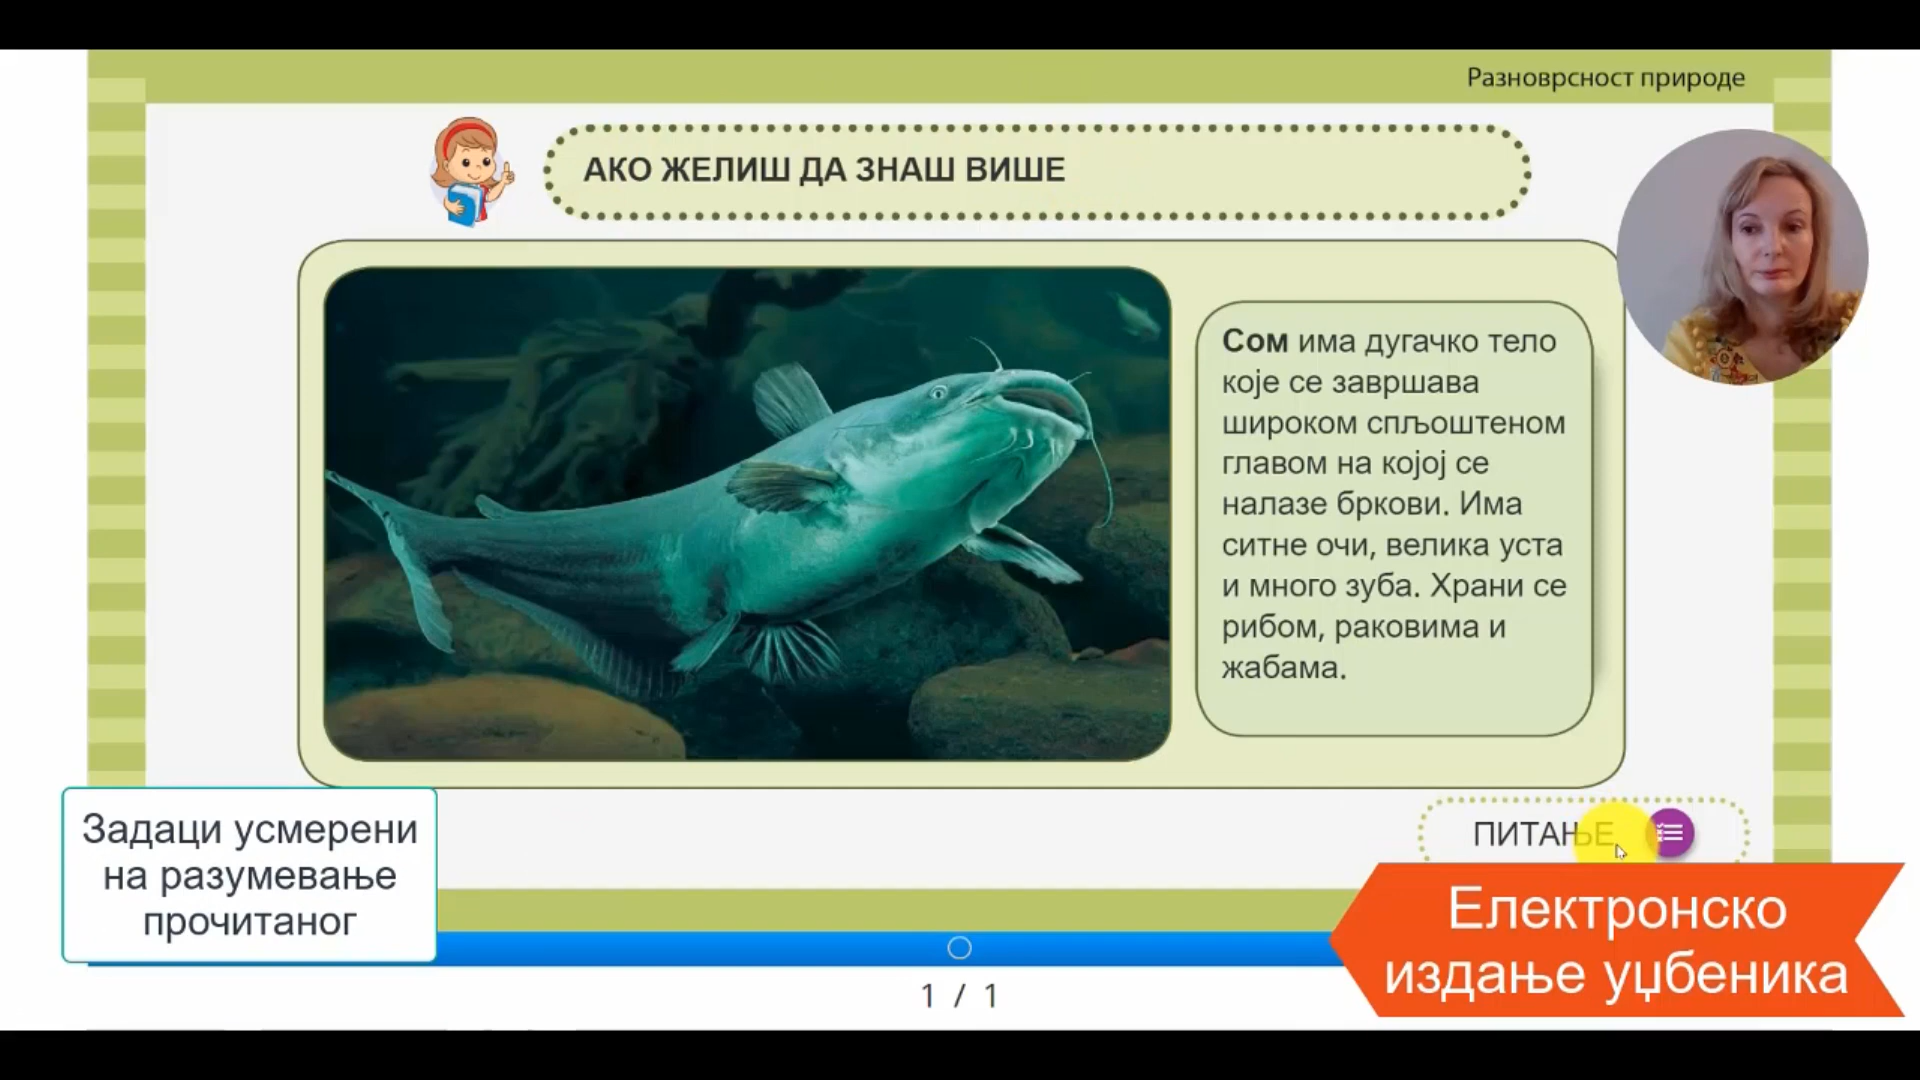 Разноврсност природе
АКО ЖЕЛИШ ДА ЗНАШ ВИШЕ
Сом има дугачко тело
које се завршава
широком спљоштеном
главом на којој се
налазе бркови. Има
ситне очи, велика уста
и много зуба. Храни се
рибом, раковима и
жабама.
ПИТАЊЕ
Задаци усмерени
на разумевање
прочитаног
Електронско
издање уџбеника
1 / 1